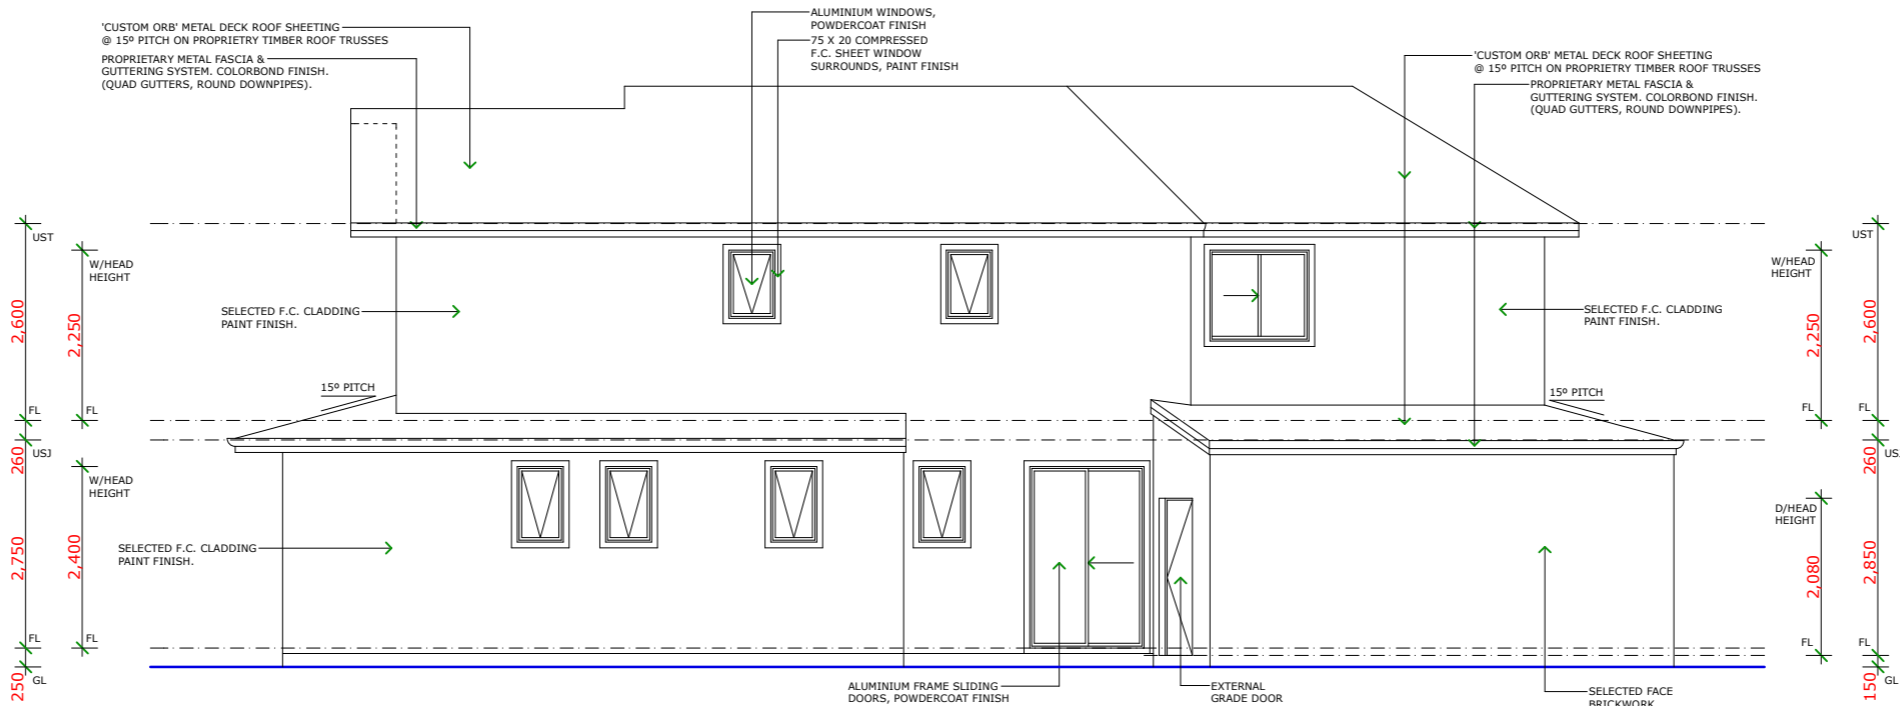 'CUSTOM ORB' METAL DECK ROOF SHEETING
@ 15º PITCH ON PROPRIETRY TIMBER ROOF TRUSSES
PROPRIETARY METAL FASCIA &
GUTTERING SYSTEM. COLORBOND FINISH.
(QUAD GUTTERS, ROUND DOWNPIPES).
ALUMINIUM WINDOWS,
POWDERCOAT FINISH
75 X 20 COMPRESSED
F.C. SHEET WINDOW
SURROUNDS, PAINT FINISH
'CUSTOM ORB' METAL DECK ROOF SHEETING
@ 15º PITCH ON PROPRIETRY TIMBER ROOF TRUSSES
PROPRIETARY METAL FASCIA &
GUTTERING SYSTEM. COLORBOND FINISH.
(QUAD GUTTERS, ROUND DOWNPIPES).
UST
W/HEAD
HEIGHT
2,600
2,250
FL
FL
260
USJ
W/HEAD
HEIGHT
2,750
2,400
FL
FL
250
GL
SELECTED F.C. CLADDING
PAINT FINISH.
15º PITCH
SELECTED F.C. CLADDING
PAINT FINISH.
SELECTED F.C. CLADDING
PAINT FINISH.
15º PITCH
ALUMINIUM FRAME SLIDING
DOORS, POWDERCOAT FINISH
EXTERNAL
GRADE DOOR
SELECTED FACE
BRICKWORK
UST
W/HEAD
HEIGHT
2,250
2,600
FL
FL
260
US
D/HEAD
HEIGHT
2,080
2,850
FL
FL
150
GL